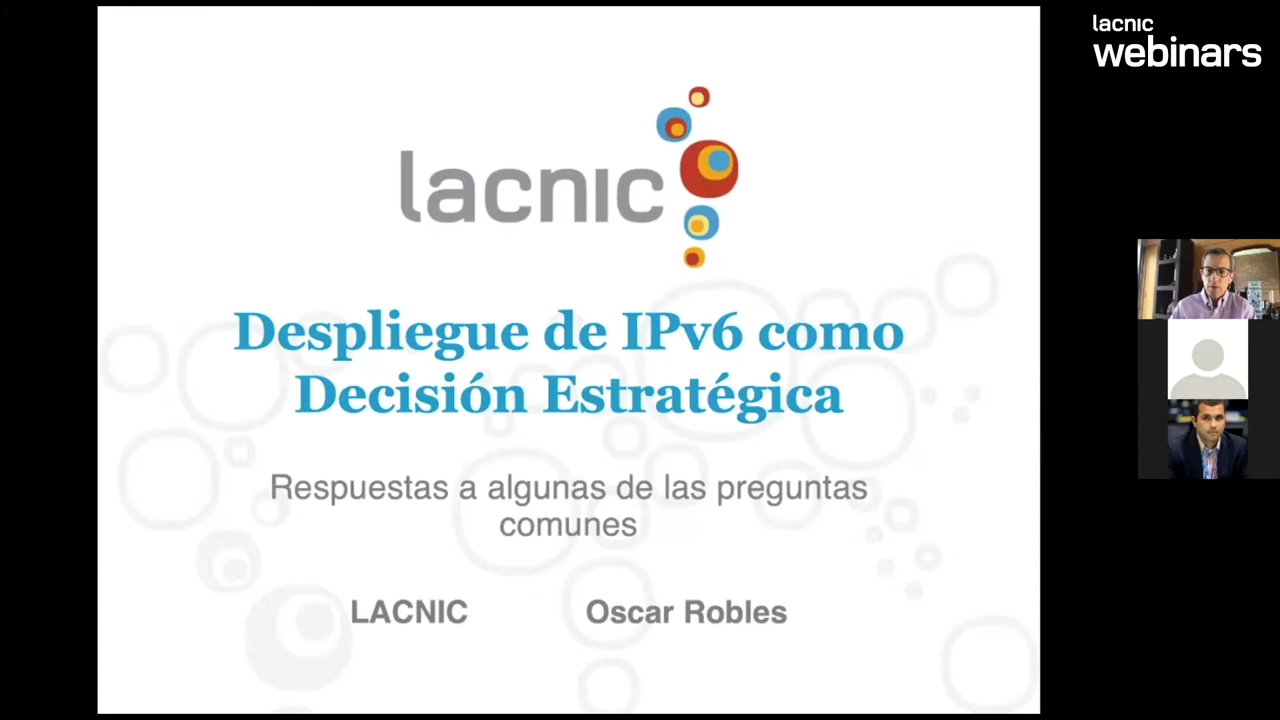 lacnic
webinars
lacnic
Despliegue de IPv6 como
Decisión Estratégica
Respuestas a algunas de las preguntas
comunes
LACNIC Oscar Robles